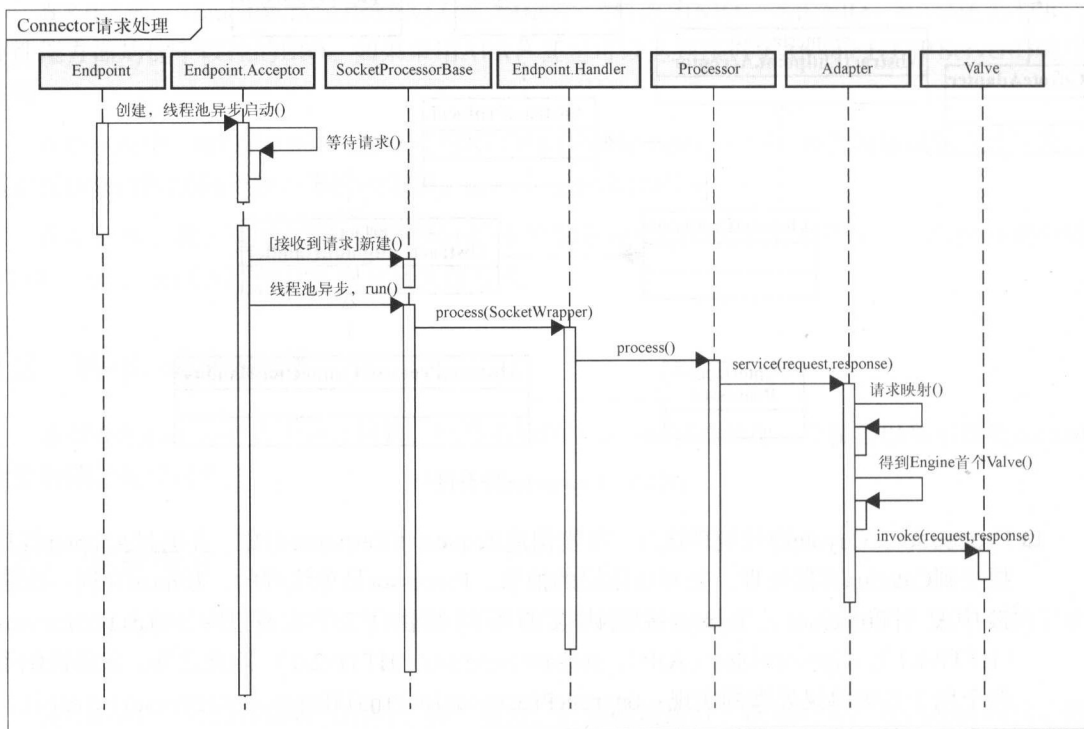 Connector请求处理
Endpoint
Endpoint.Acceptor
SocketProcessorBase
Endpoint.Handler
Processor
Adapter
Valve
创建，线程池异步启动()
等待请求()
[接收到请求]新建()
线程池异步，run()
process(SocketWrapper)
process()
service(request,response)
请求映射()
得到Engine首个Valve()
invoke(request,response)